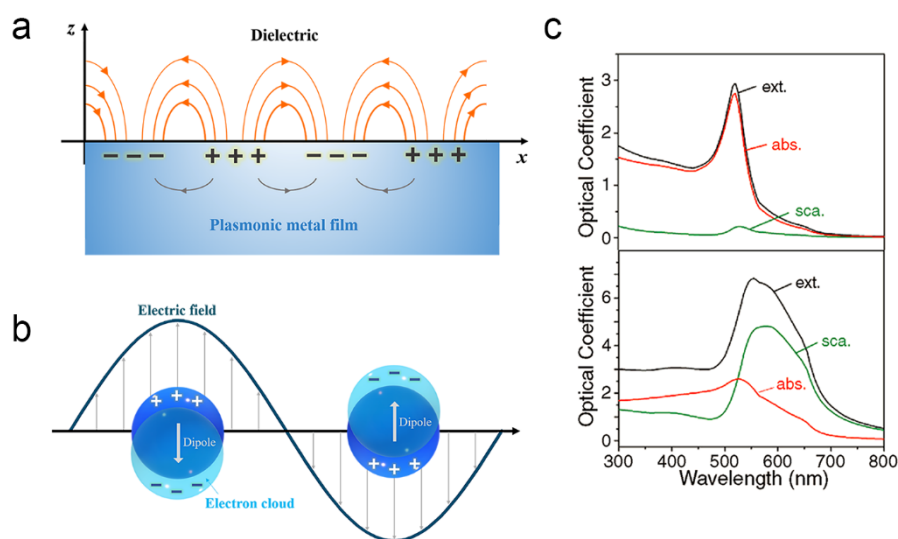 a
z
Dielectric
− − − + + + − − − + + +
x
Plasmonic metal film
b
Electric field
+ + +
Dipole
− − −
Electron cloud
− − −
Dipole
+ + +
c
Optical Coefficient
3
2
1
0
ext.
abs.
sca.
Optical Coefficient
6
4
2
0
ext.
sca.
abs.
300 400 500 600 700 800
Wavelength (nm)